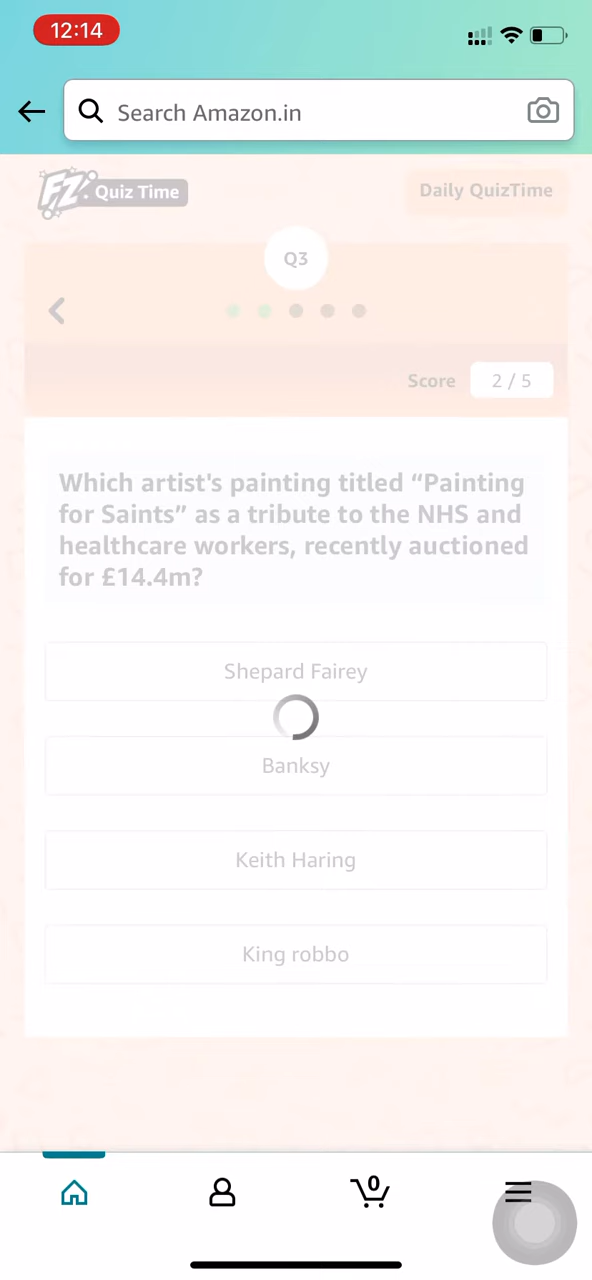 12:14
Search Amazon.in
FZ. Quiz Time
Daily QuizTime
Q3
Score 2 / 5
Which artist's painting titled “Painting
for Saints” as a tribute to the NHS and
healthcare workers, recently auctioned
for £14.4m?
Shepard Fairey
Banksy
Keith Haring
King robbo
0